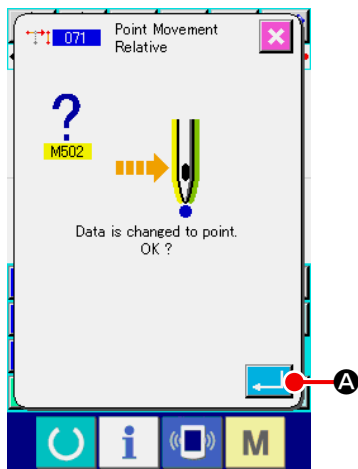 071 Point Movement
Relative
?
M502
Data is changed to point.
OK ?
A
i
M